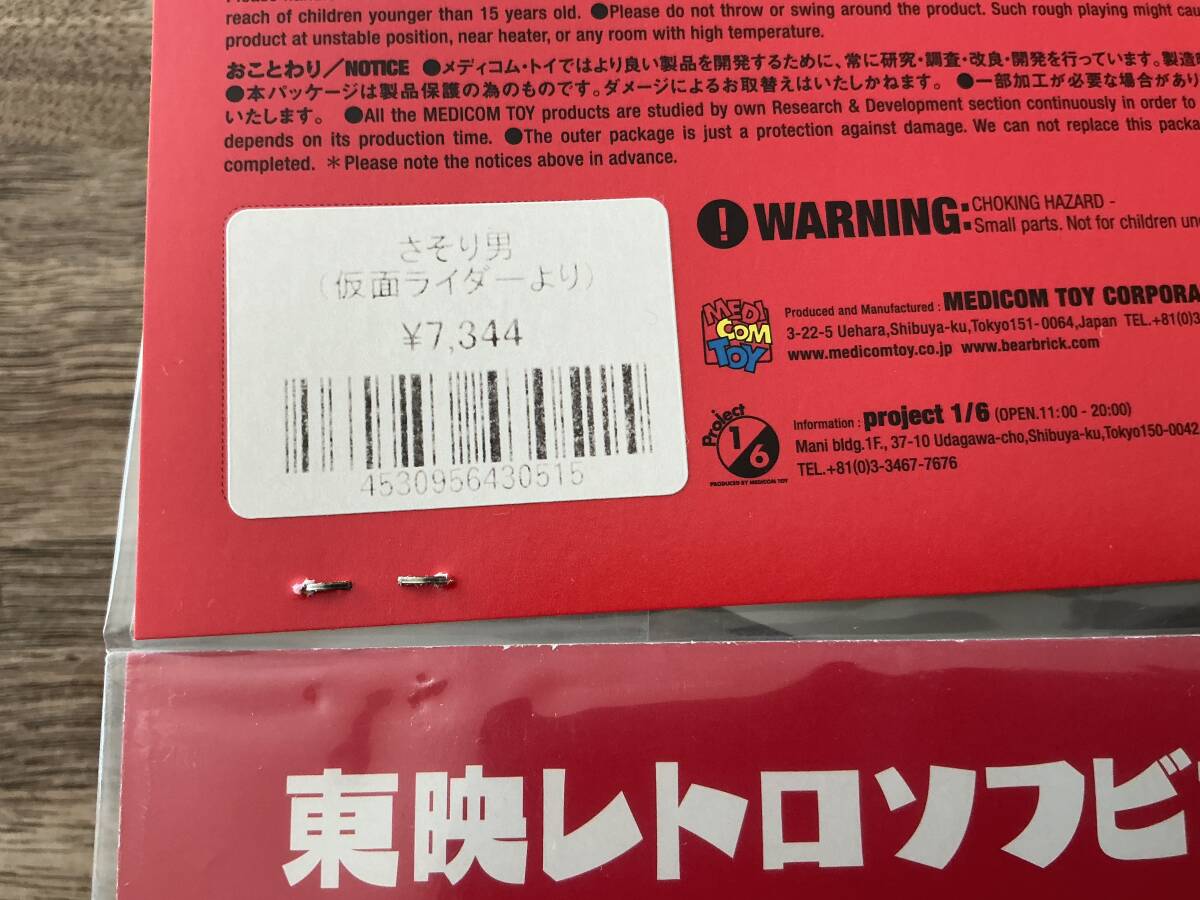 reach of children younger than 15 years old. ●Please do not throw or swing around the product. Such rough playing might
product at unstable position, near heater, or any room with high temperature.
おことわり/NOTICE ●メディコム・トイではより良い製品を開発するために、常に研究・調査・改良・開発を行っています。製造
●本パッケージは製品保護の為のものです。ダメージによるお取替えはいたしかねます。 ●一部加工が必要な場合があり
いたします。 ●All the MEDICOM TOY products are studied by own Research & Development section continuously in order to
depends on its production time. ●The outer package is just a protection against damage. We can not replace this
completed. *Please note the notices above in advance.
さそり男
(仮面ライダーより)
¥7,344
4530956430515
! WARNING: CHOKING HAZARD -
Small parts. Not for children
MEDI COM TOY
Produced and Manufactured : MEDICOM TOY
3-22-5 Uehara,Shibuya-ku,Tokyo151-0064,Japan TEL.+81(0)3
www.medicomtoy.co.jp www.bearbrick.com
Project 1/6
PRODUCED BY MEDICOM TOY
Information : project 1/6 (OPEN.11:00 - 20:00)
Mani bldg.1F., 37-10 Udagawa-cho,Shibuya-ku,Tokyo150-0042
TEL.+81(0)3-3467-7676
東映レトロソフビ